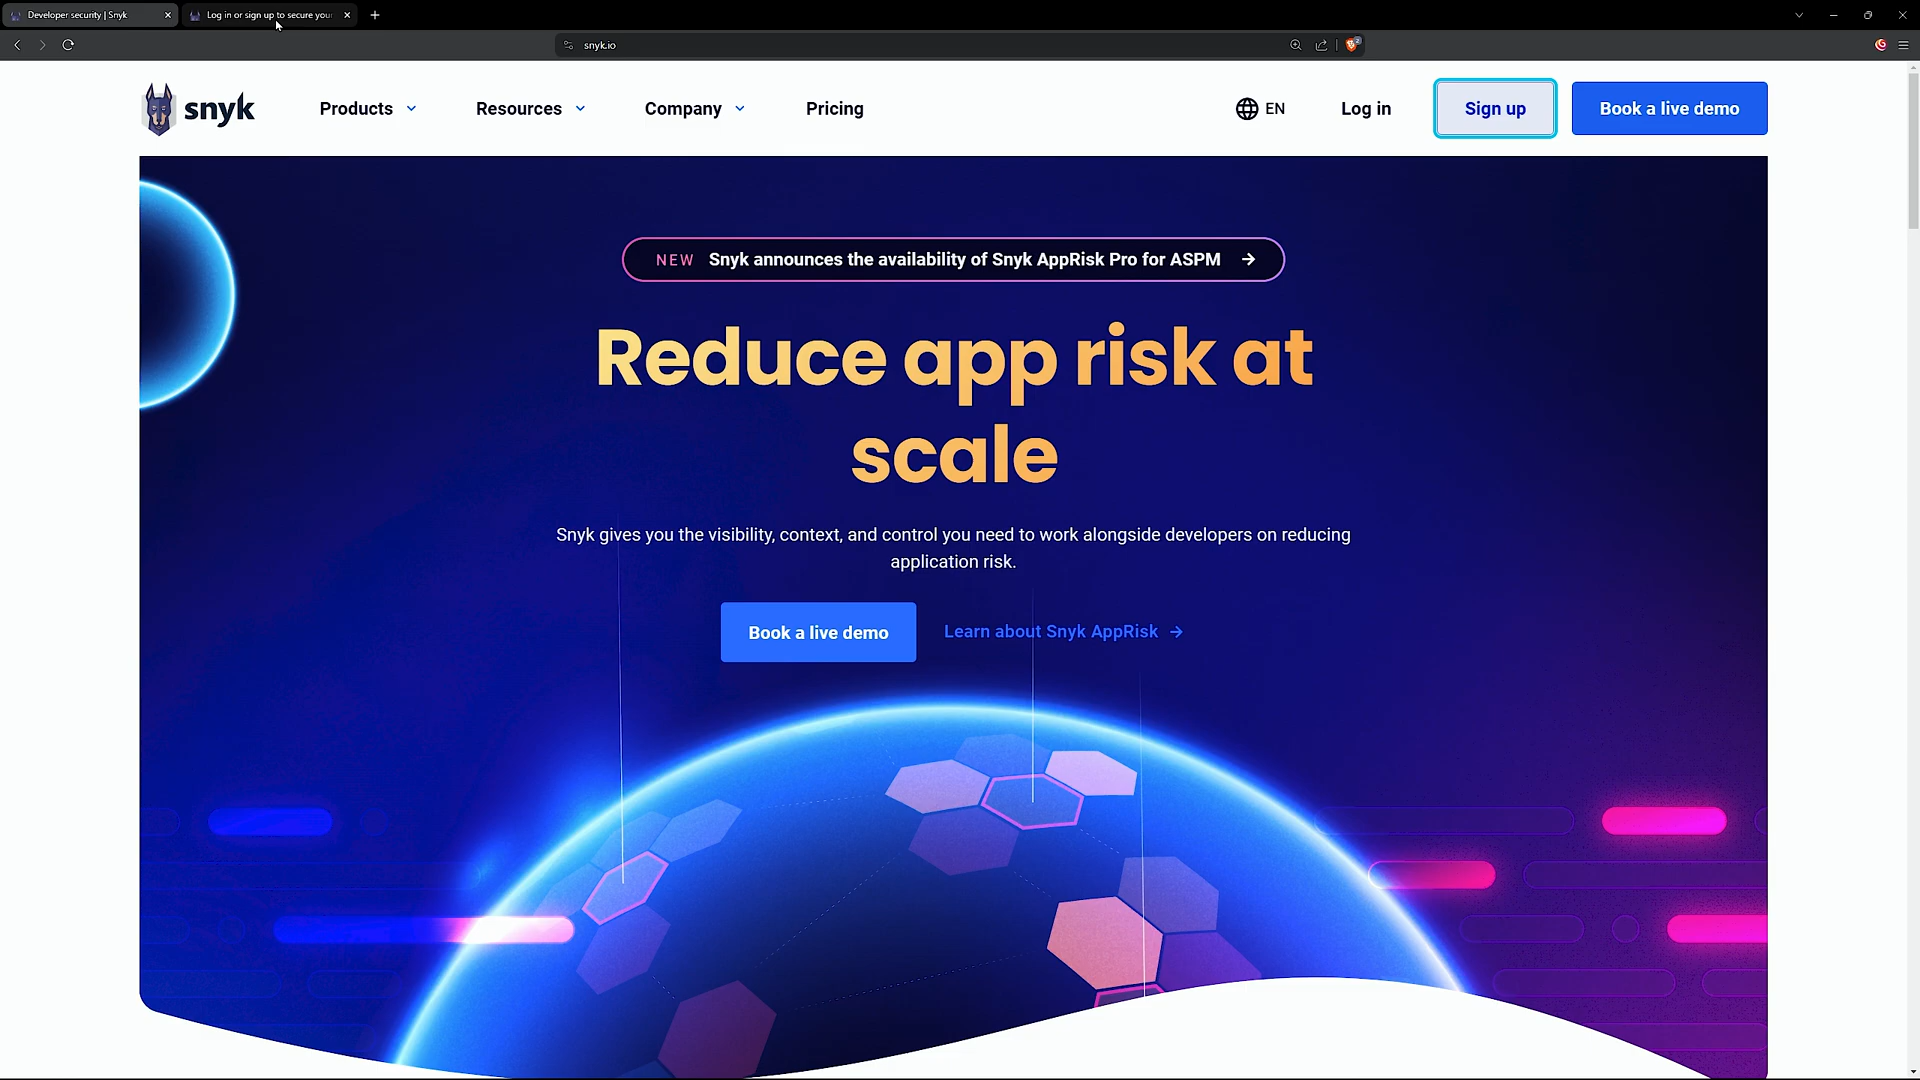 Developer security | Snyk
Log in or sign up to secure your
snyk.io
2
snyk
Products
Resources
Company
Pricing
EN
Log in
Sign up
Book a live demo
NEW Snyk announces the availability of Snyk AppRisk Pro for ASPM →
Reduce app risk at
scale
Snyk gives you the visibility, context, and control you need to work alongside developers on reducing
application risk.
Book a live demo
Learn about Snyk AppRisk →